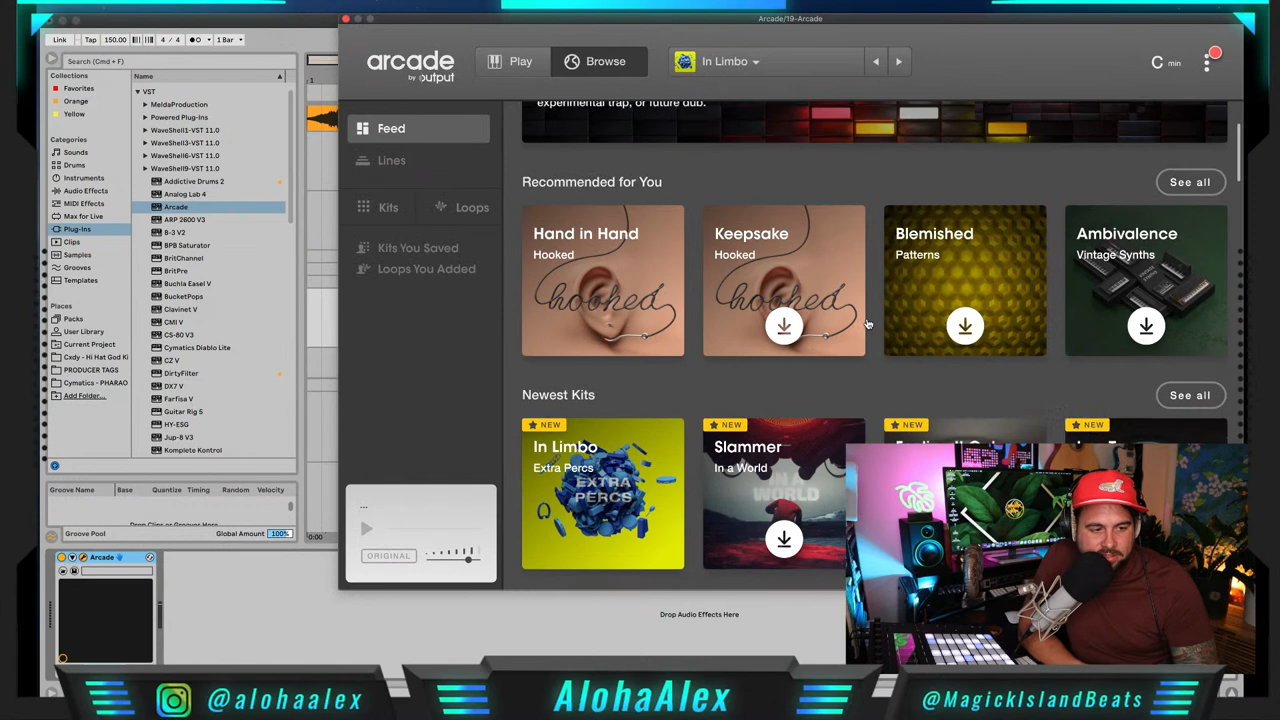 Arcade/19-Arcade
Link Tap 150.00 4 / 4 1 Bar
Search (Cmd + F)
Collections
Favorites
Orange
Yellow
Categories
Sounds
Drums
Instruments
Audio Effects
MIDI Effects
Max for Live
Plug-Ins
Clips
Samples
Grooves
Templates
Places
Packs
User Library
Current Project
Cxdy - Hi Hat God Ki
PRODUCER TAGS
Cymatics - PHARAO
Add Folder...
Name
VST
MeldaProduction
Powered Plug-Ins
WaveShell1-VST 11.0
WaveShell3-VST 11.0
WaveShell6-VST 11.0
WaveShell9-VST 11.0
Addictive Drums 2
Analog Lab 4
Arcade
ARP 2600 V3
B-3 V2
BPB Saturator
BritChannel
BritPre
Buchla Easel V
BucketPops
Clavinet V
CMI V
CS-80 V3
Cymatics Diablo Lite
CZ V
DirtyFilter
DX7 V
Farfisa V
Guitar Rig 5
HY-ESG
Jup-8 V3
Komplete Kontrol
1
0:00
Groove Name Base Quantize Timing Random Velocity
Drop Clips or Grooves Here
Groove Pool Global Amount 100%
Arcade
arcade
by output
Play
Browse
In Limbo
C min
Feed
Lines
Kits
Loops
Kits You Saved
Loops You Added
...
ORIGINAL
experimental trap, or future dub.
Recommended for You
See all
Hand in Hand
Hooked
hooked
Keepsake
Hooked
hooked
Blemished
Patterns
Ambivalence
Vintage Synths
Newest Kits
See all
NEW
In Limbo
Extra Percs
EXTRA
PERCS
NEW
Slammer
In a World
IN A
WORLD
NEW
NEW
Drop Audio Effects Here
@alohaalex
AlohaAlex
@MagickIslandBeats